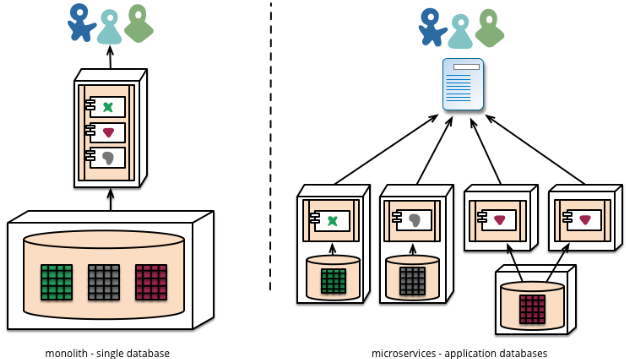 monolith - single database
microservices - application databases